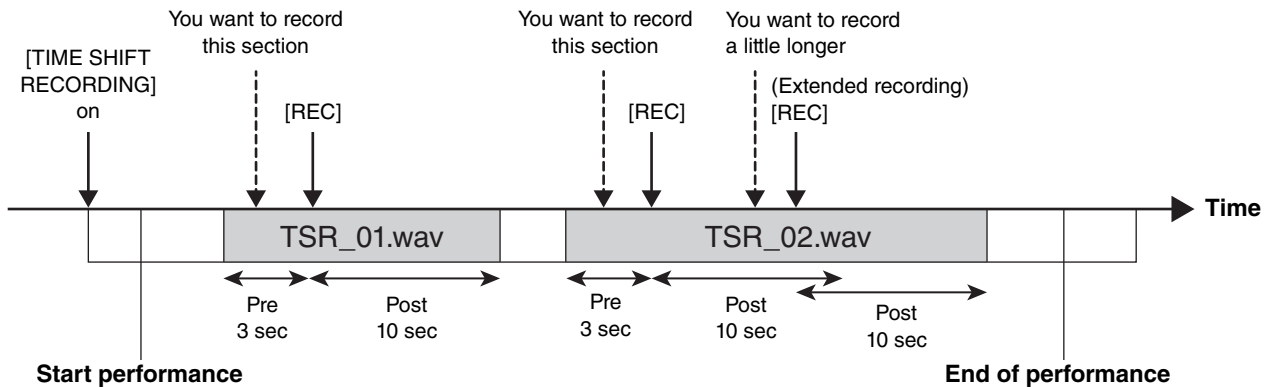 [TIME SHIFT
RECORDING]
on
You want to record
this section
[REC]
You want to record
this section
[REC]
You want to record
a little longer
(Extended recording)
[REC]
Time
TSR_01.wav
TSR_02.wav
Pre
3 sec
Post
10 sec
Pre
3 sec
Post
10 sec
Post
10 sec
Start performance
End of performance